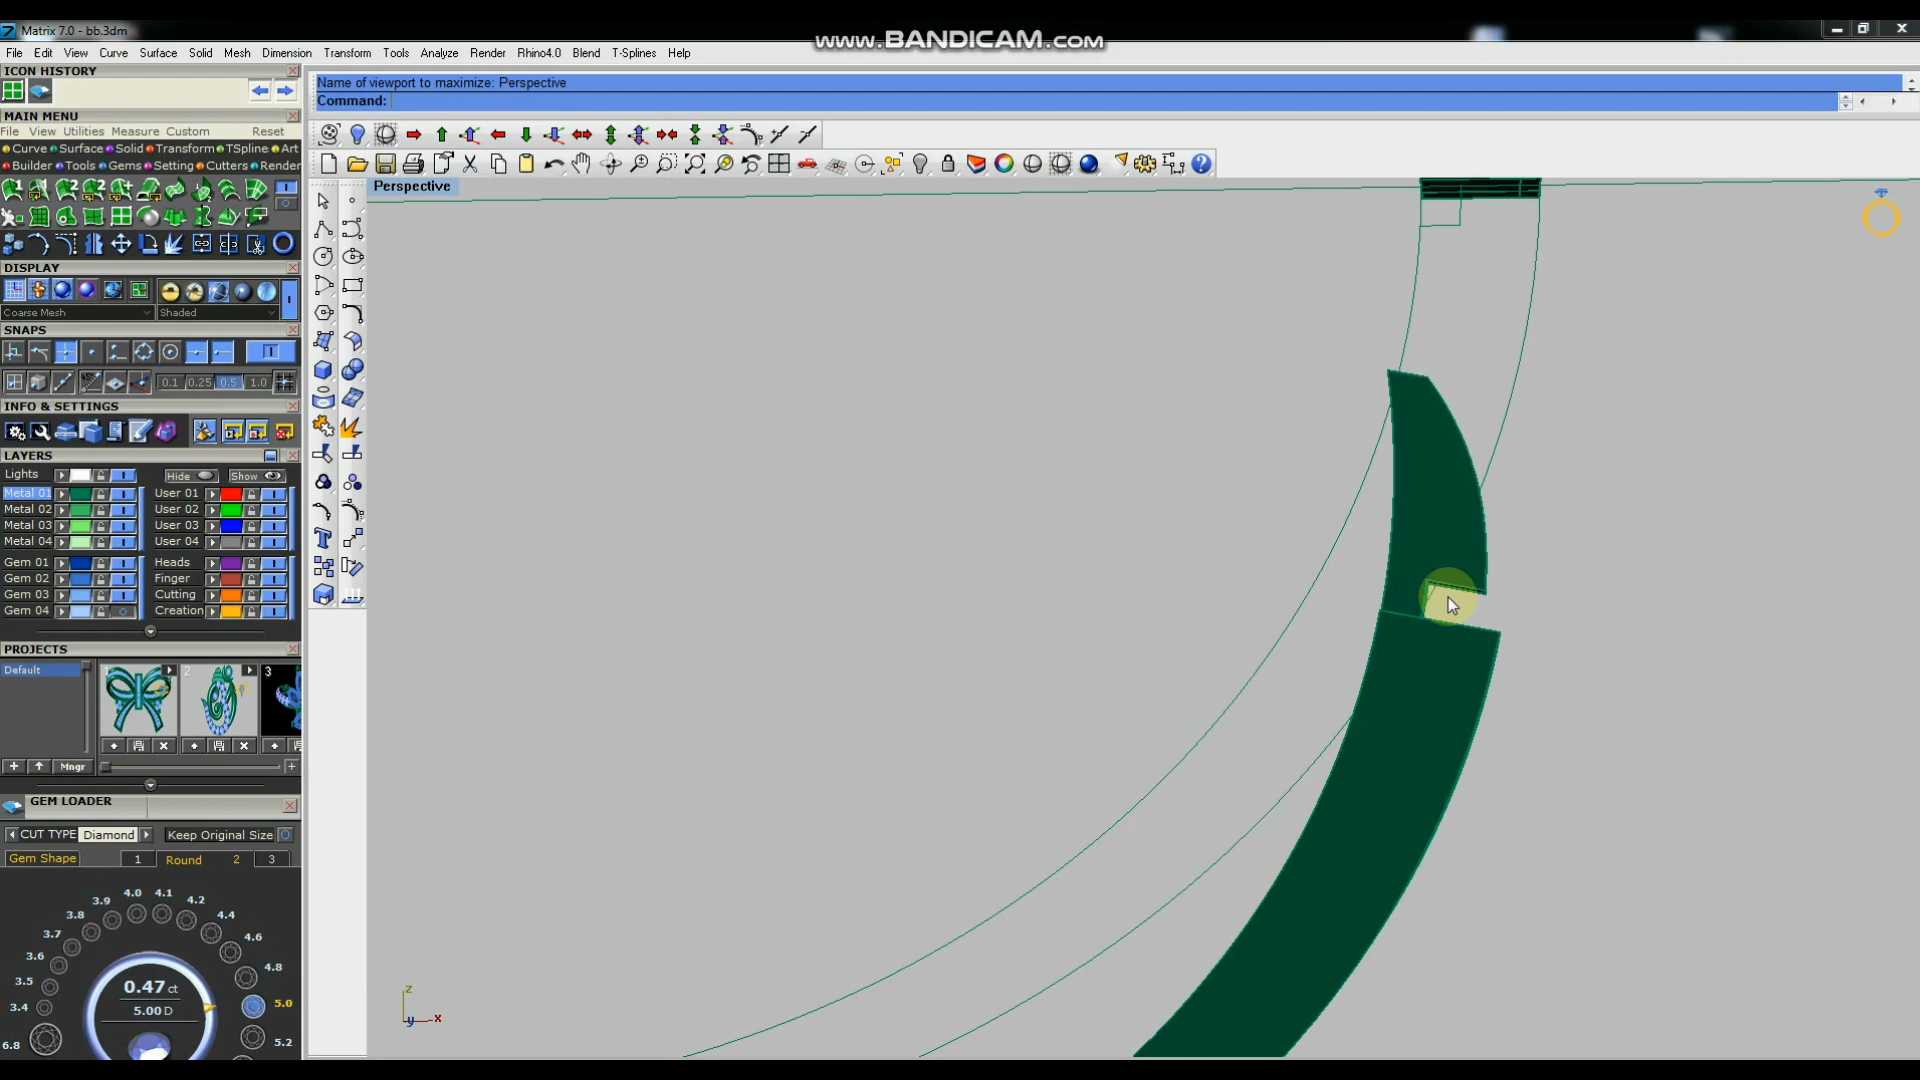 Matrix 7.0 - bb.3dm
www.BANDICAM.com
File Edit View Curve Surface Solid Mesh Dimension Transform Tools Analyze Render Rhino4.0 Blend T-Splines Help
ICON HISTORY
Name of viewport to maximize: Perspective
Command:
MAIN MENU
File View Utilities Measure Custom Reset
Curve Surface Solid Transform TSpline Art
Builder Tools Gems Setting Cutters Render
Perspective
DISPLAY
Coarse Mesh Shaded
SNAPS
0.1 0.25 0.5 1.0
INFO & SETTINGS
LAYERS
Lights Hide Show
Metal 01 User 01
Metal 02 User 02
Metal 03 User 03
Metal 04 User 04
Gem 01 Heads
Gem 02 Finger
Gem 03 Cutting
Gem 04 Creation
PROJECTS
Default 1 2 3
Mngr
GEM LOADER
CUT TYPE Diamond Keep Original Size
Gem Shape 1 Round 2 3
4.0 4.1
3.9 4.2
3.8 4.4
3.7 4.6
3.6 4.8
3.5
3.4 0.47 ct 5.0
5.00 D
6.8 5.2
z
y x